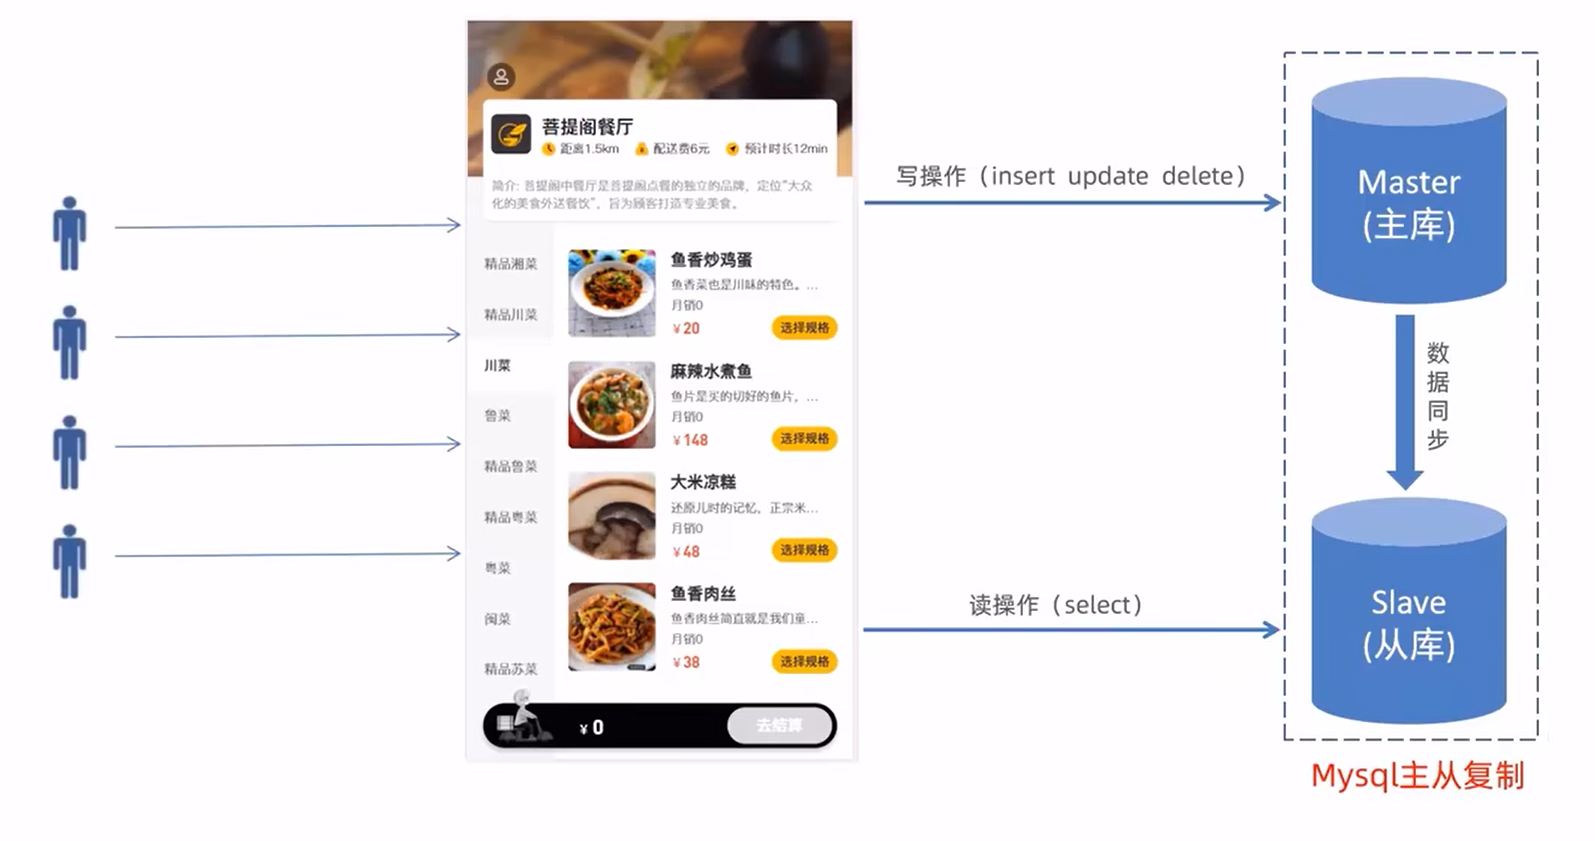 菩提阁餐厅
距离1.5km 配送费6元 预计时长12min
简介: 菩提阁中餐厅是菩提阁点餐的独立的品牌，定位“大众
化的美食外送餐饮”，旨为顾客打造专业美食。
精品湘菜
精品川菜
川菜
鲁菜
精品鲁菜
精品粤菜
粤菜
闽菜
精品苏菜
鱼香炒鸡蛋
鱼香菜也是川味的特色。...
月销0
¥20
选择规格
麻辣水煮鱼
鱼片是买的切好的鱼片，...
月销0
¥148
选择规格
大米凉糕
还原儿时的记忆，正宗米...
月销0
¥48
选择规格
鱼香肉丝
鱼香肉丝简直就是我们童...
月销0
¥38
选择规格
¥0
去结算
写操作（insert update delete）
读操作（select）
Master
(主库)
数据同步
Slave
(从库)
Mysql主从复制